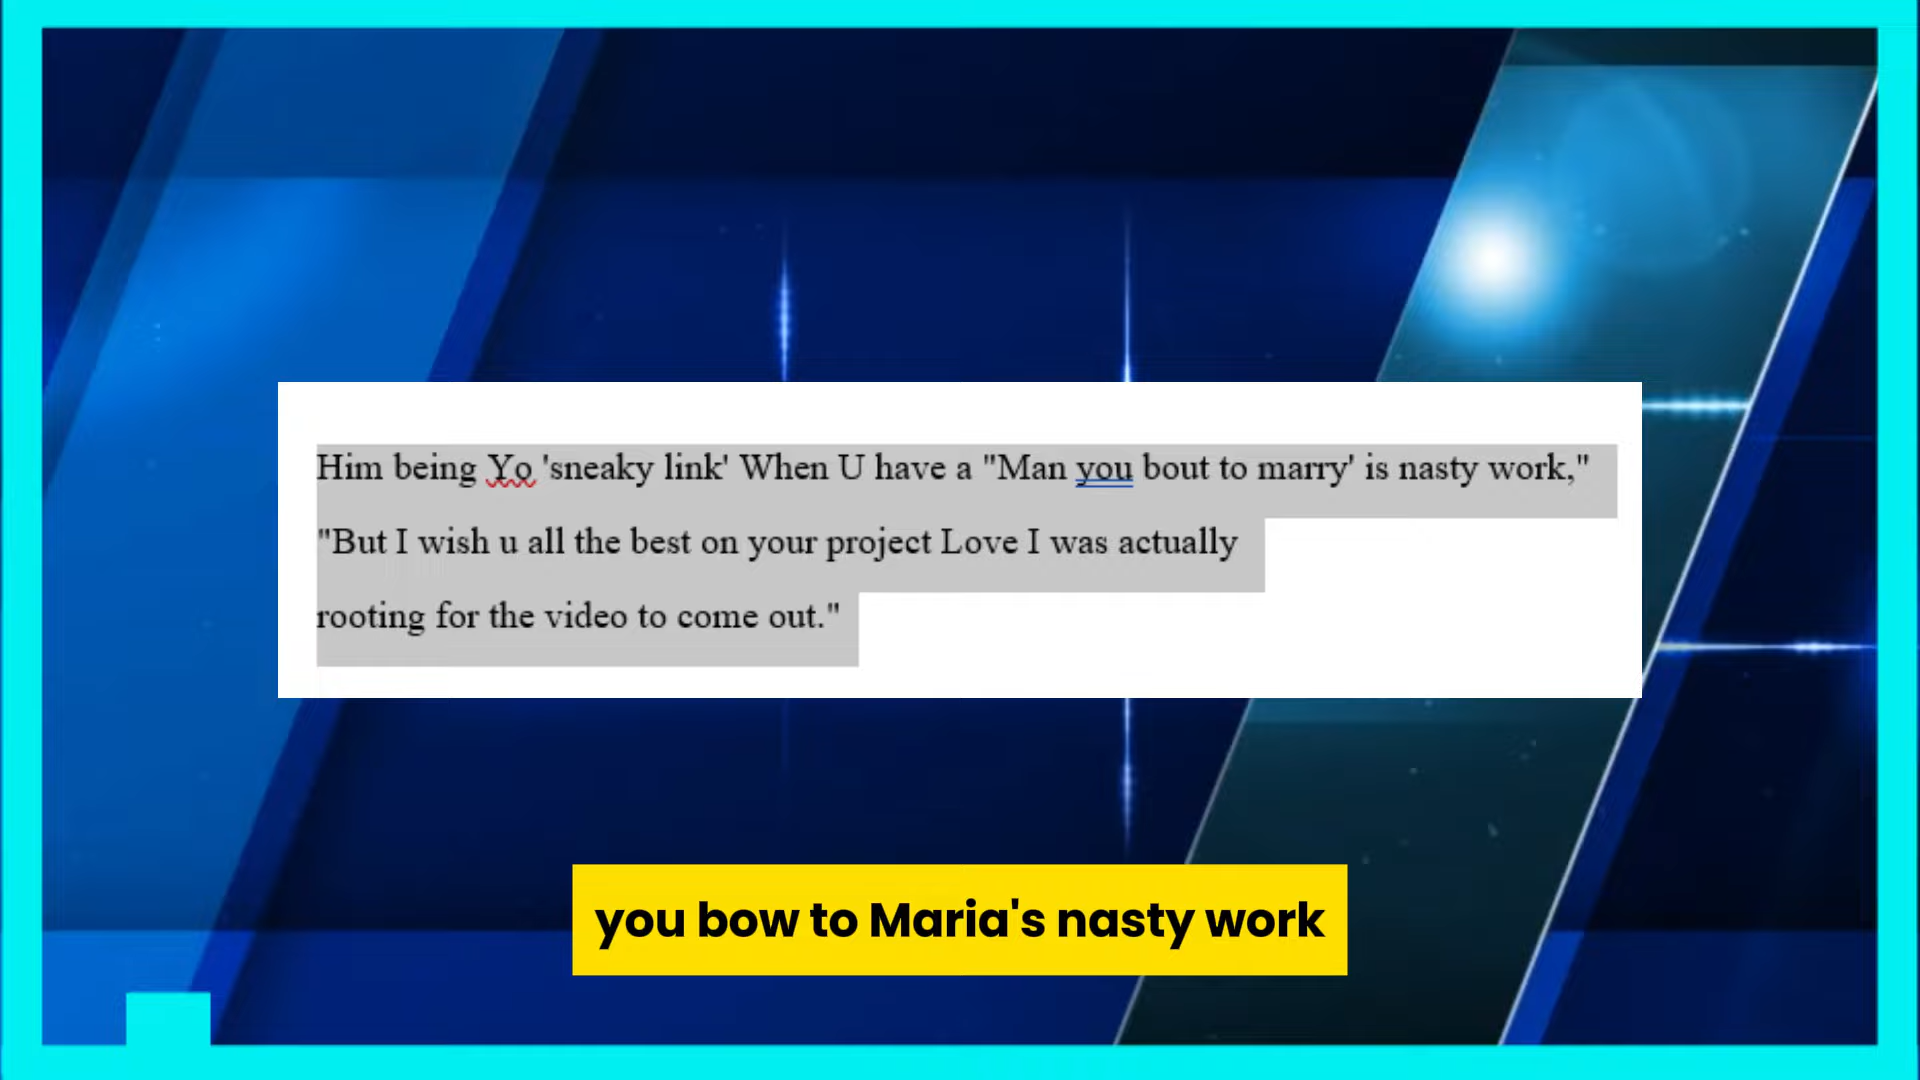 Him being Yo 'sneaky link' When U have a "Man you bout to marry' is nasty work,"
"But I wish u all the best on your project Love I was actually
rooting for the video to come out."
you bow to Maria's nasty work